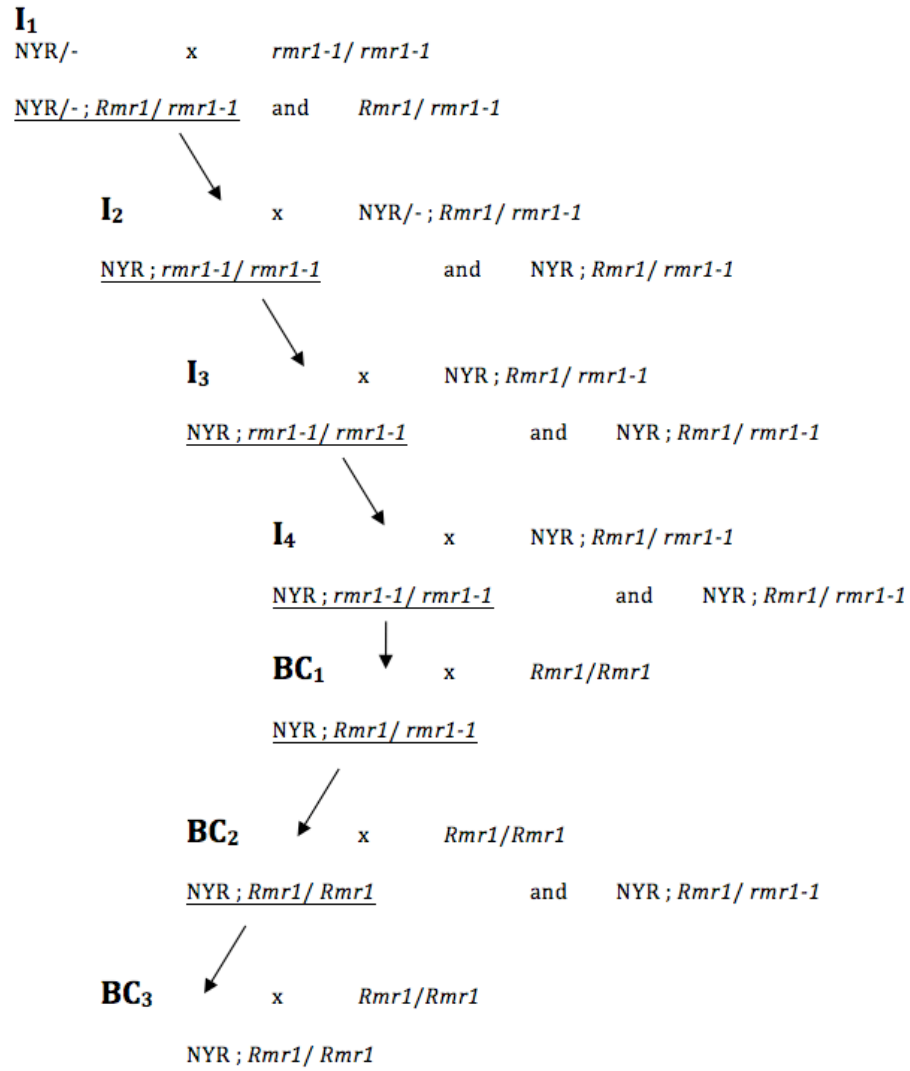 I₁
NYR/- x rmr1-1/ rmr1-1
NYR/- ; Rmr1/ rmr1-1 and Rmr1/ rmr1-1
I₂ x NYR/- ; Rmr1/ rmr1-1
NYR ; rmr1-1/ rmr1-1 and NYR ; Rmr1/ rmr1-1
I₃ x NYR ; Rmr1/ rmr1-1
NYR ; rmr1-1/ rmr1-1 and NYR ; Rmr1/ rmr1-1
I₄ x NYR ; Rmr1/ rmr1-1
NYR ; rmr1-1/ rmr1-1 and NYR ; Rmr1/ rmr1-1
BC₁ x Rmr1/Rmr1
NYR ; Rmr1/ rmr1-1
BC₂ x Rmr1/Rmr1
NYR ; Rmr1/ Rmr1 and NYR ; Rmr1/ rmr1-1
BC₃ x Rmr1/Rmr1
NYR ; Rmr1/ Rmr1